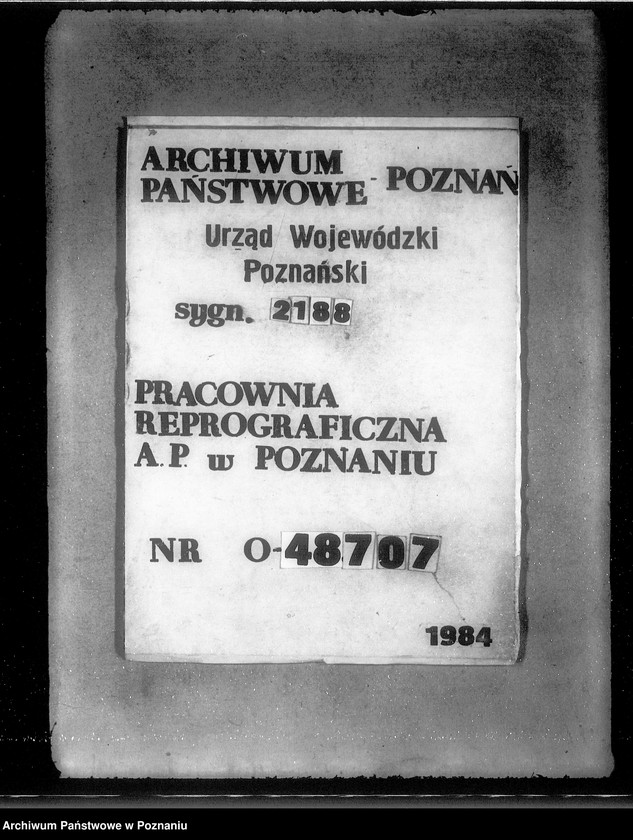 ARCHIWUM
PAŃSTWOWE - POZNAŃ
Urząd Wojewódzki
Poznański
sygn. 2188
PRACOWNIA
REPROGRAFICZNA
A.P. w POZNANIU
NR O-48707
1984
Archiwum Państwowe w Poznaniu